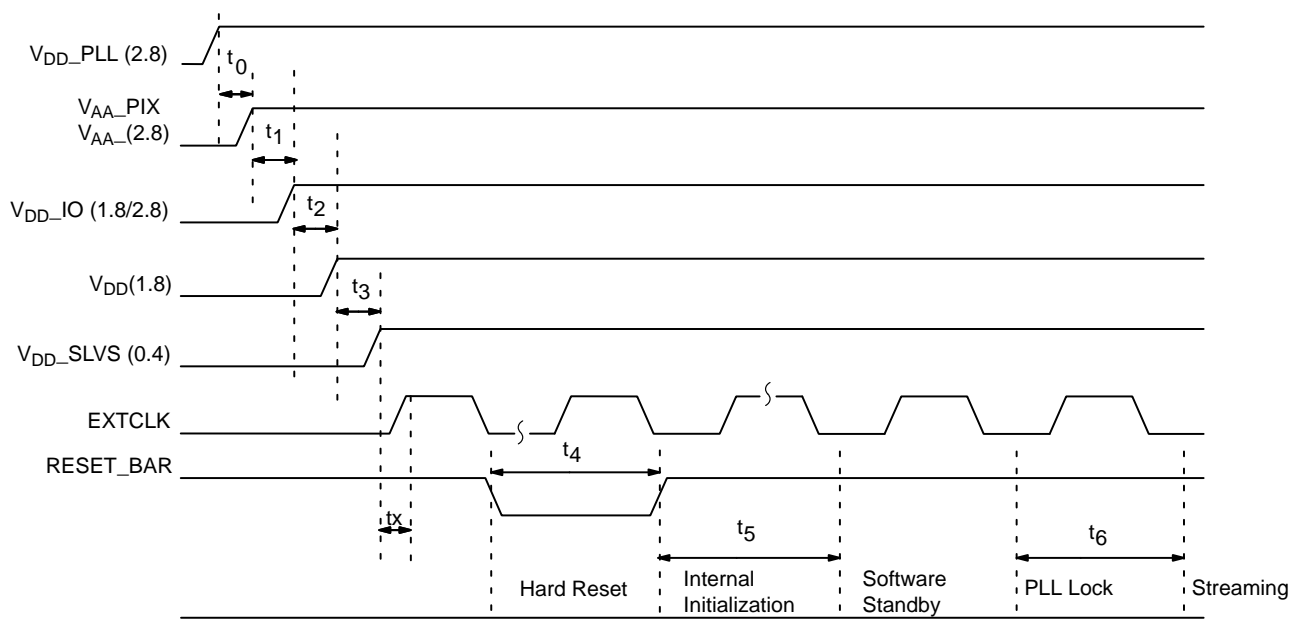 V_DD_PLL (2.8)
t_0
V_AA_PIX
V_AA_(2.8)
t_1
V_DD_IO (1.8/2.8)
t_2
V_DD(1.8)
t_3
V_DD_SLVS (0.4)
EXTCLK
t_4
RESET_BAR
tx
t_5
t_6
Hard Reset
Internal
Initialization
Software
Standby
PLL Lock
Streaming